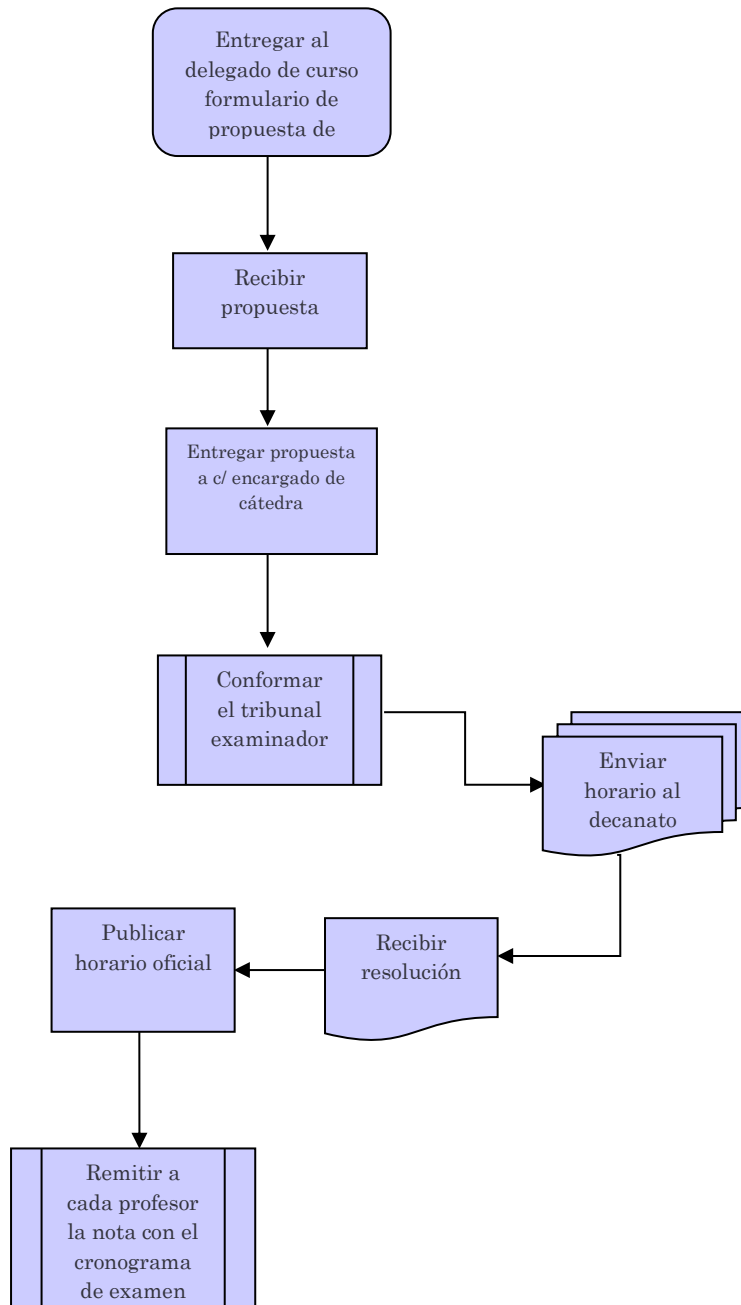 Entregar al
delegado de curso
formulario de
propuesta de
Recibir
propuesta
Entregar propuesta
a c/ encargado de
cátedra
Conformar
el tribunal
examinador
Enviar
horario al
decanato
Publicar
horario oficial
Recibir
resolución
Remitir a
cada profesor
la nota con el
cronograma
de examen